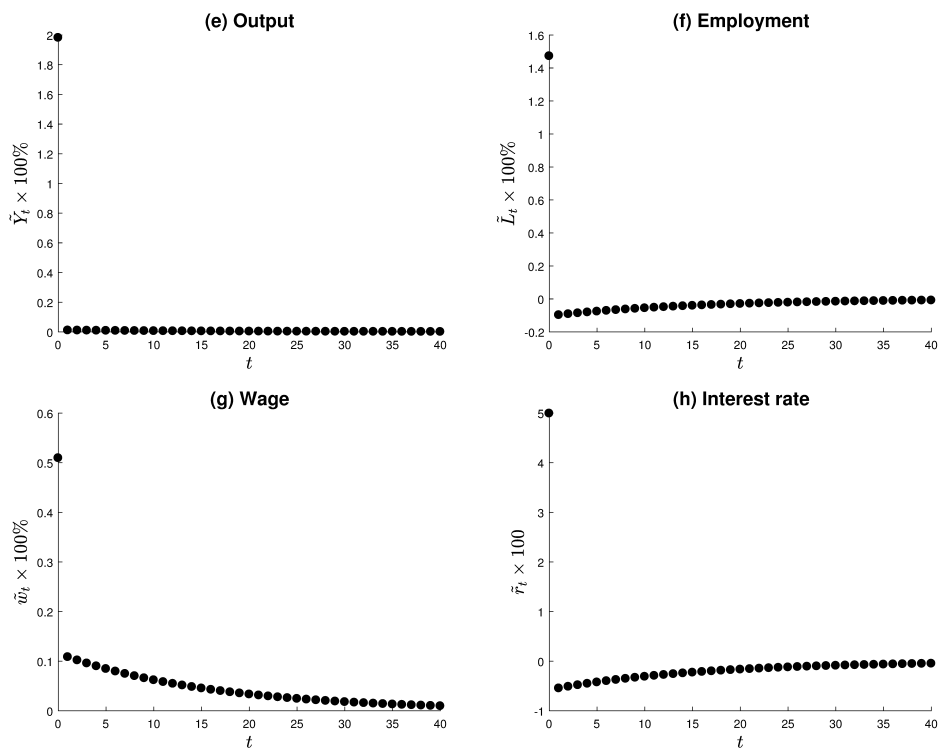 (e) Output
Ỹₜ × 100%
2
1.8
1.6
1.4
1.2
1
0.8
0.6
0.4
0.2
0
0 5 10 15 20 25 30 35 40
t
(f) Employment
L̃ₜ × 100%
1.6
1.4
1.2
1
0.8
0.6
0.4
0.2
0
-0.2
0 5 10 15 20 25 30 35 40
t
(g) Wage
w̃ₜ × 100%
0.6
0.5
0.4
0.3
0.2
0.1
0
0 5 10 15 20 25 30 35 40
t
(h) Interest rate
r̃ₜ × 100
5
4
3
2
1
0
-1
0 5 10 15 20 25 30 35 40
t